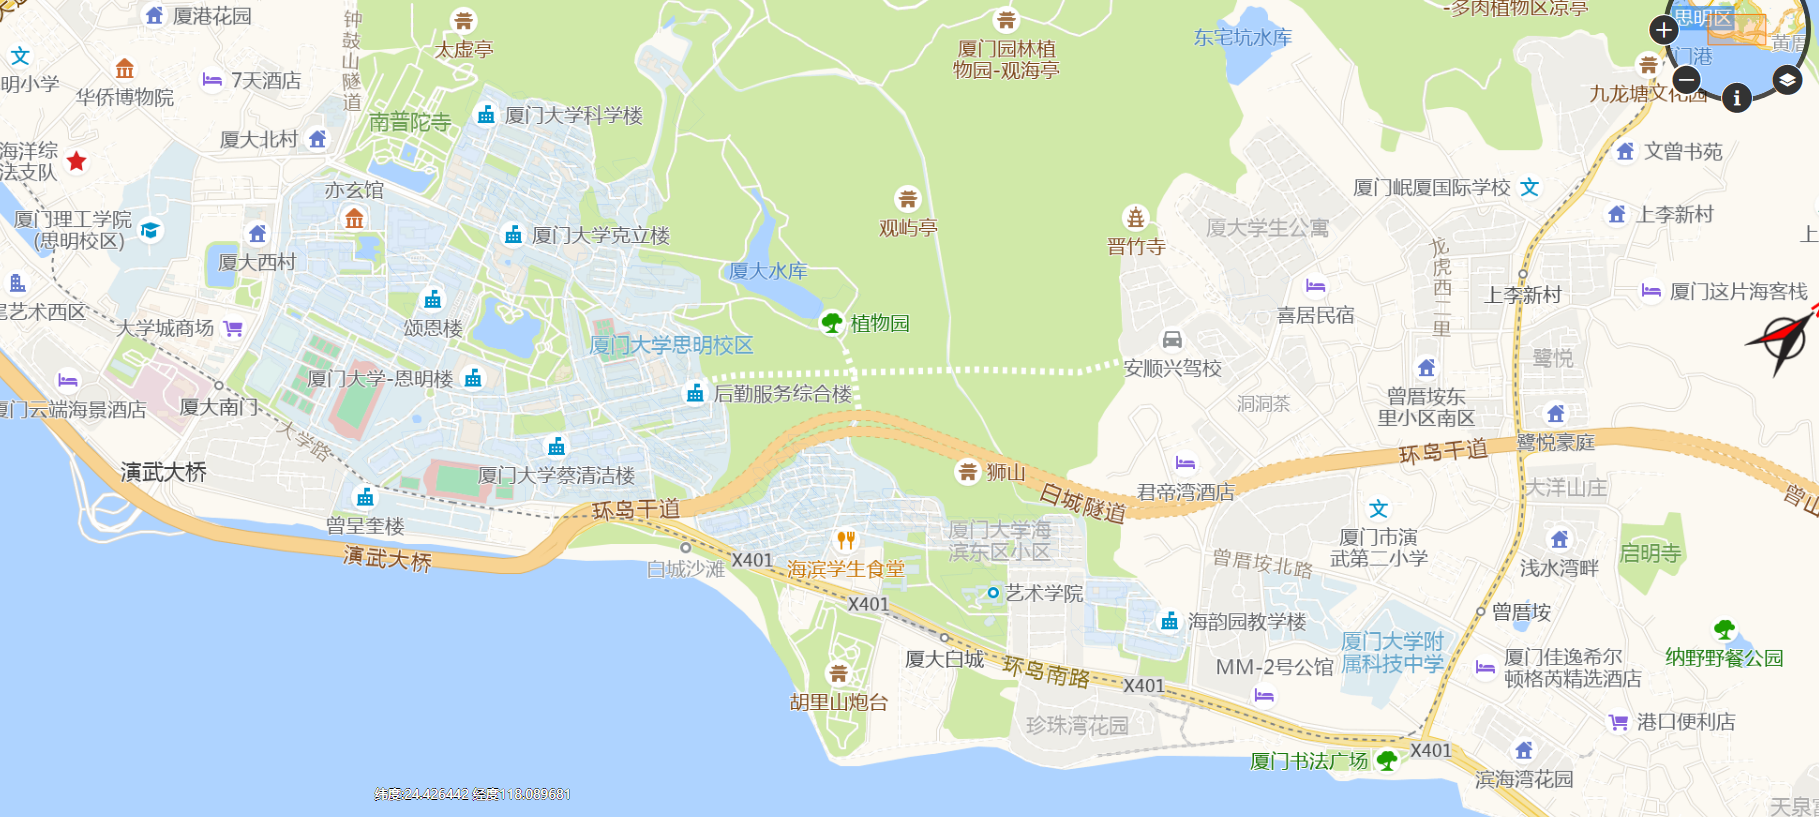 厦港花园
钟鼓山隧道
太虚亭
厦门园林植
物园-观海亭
东宅坑水库
-多肉植物区凉亭
思明区
门港
黄厝
明小学
华侨博物院
7天酒店
九龙塘文化园
南普陀寺
厦门大学科学楼
厦大北村
海洋综
法支队
文曾书苑
亦玄馆
厦门岷厦国际学校
厦门理工学院
(思明校区)
厦门大学克立楼
观屿亭
晋竹寺
厦大学生公寓
上李新村
龙虎西二里
厦大西村
厦大水库
上李新村
厦门这片海客栈
尾艺术西区
大学城商场
颂恩楼
植物园
喜居民宿
厦门大学思明校区
安顺兴驾校
鹭悦
厦门大学-恩明楼
后勤服务综合楼
洞洞茶
曾厝垵东
里小区南区
厦门云端海景酒店
厦大南门
大学路
环岛干道
鹭悦豪庭
演武大桥
厦门大学蔡清洁楼
狮山
白城隧道
君帝湾酒店
大洋山庄
曾山
曾呈奎楼
环岛干道
厦门大学海
滨东区小区
厦门市演
武第二小学
演武大桥
白城沙滩
X401
海滨学生食堂
曾厝垵北路
浅水湾畔
启明寺
X401
艺术学院
海韵园教学楼
曾厝垵
厦门大学附
属科技中学
厦大白城
环岛南路
MM-2号公馆
X401
厦门佳逸希尔
顿格芮精选酒店
纳野野餐公园
胡里山炮台
珍珠湾花园
港口便利店
厦门书法广场
X401
滨海湾花园
纬度:24.426442 经度118.089681
天泉富